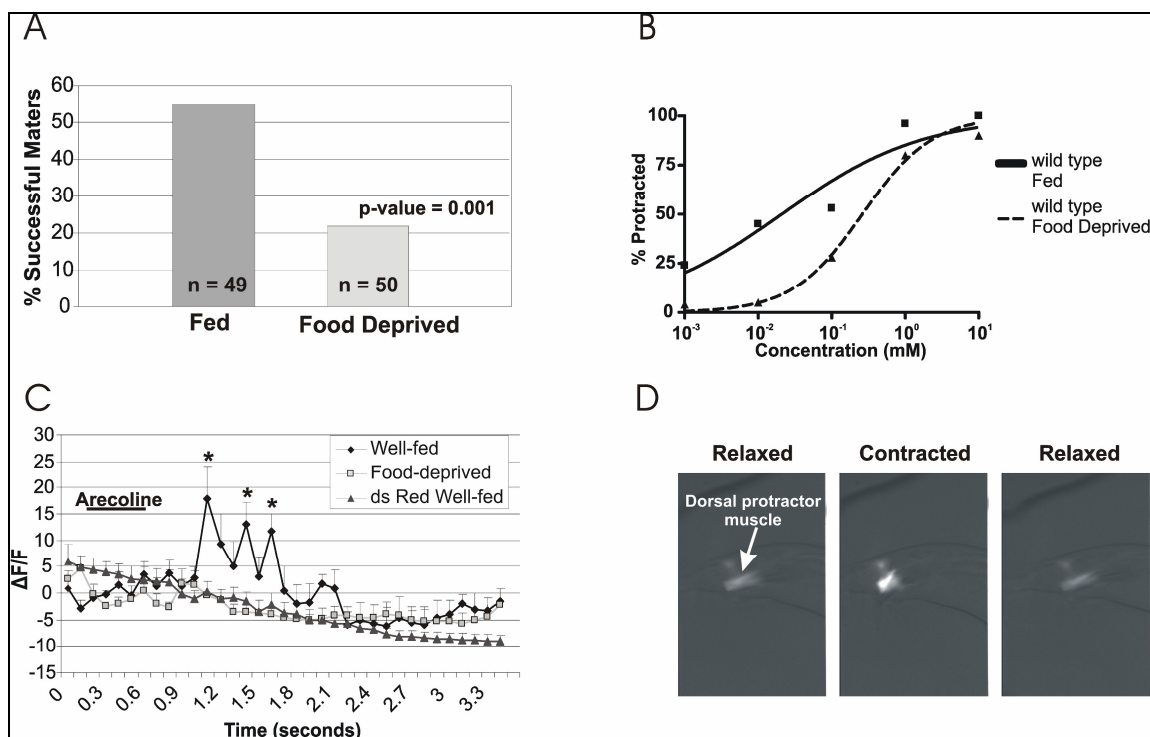 A
60
50
40
30
20
10
0
% Successful Maters
p-value = 0.001
n = 49
n = 50
Fed
Food Deprived
B
100
75
50
25
0
% Protracted
10-3
10-2
10-1
100
101
Concentration (mM)
wild type
Fed
wild type
Food Deprived
C
30
25
20
15
10
5
0
-5
-10
-15
ΔF/F
Arecoline
*
*
*
Well-fed
Food-deprived
ds Red Well-fed
0
0.3
0.6
0.9
1.2
1.5
1.8
2.1
2.4
2.7
3
3.3
Time (seconds)
D
Relaxed
Contracted
Relaxed
Dorsal protractor
muscle